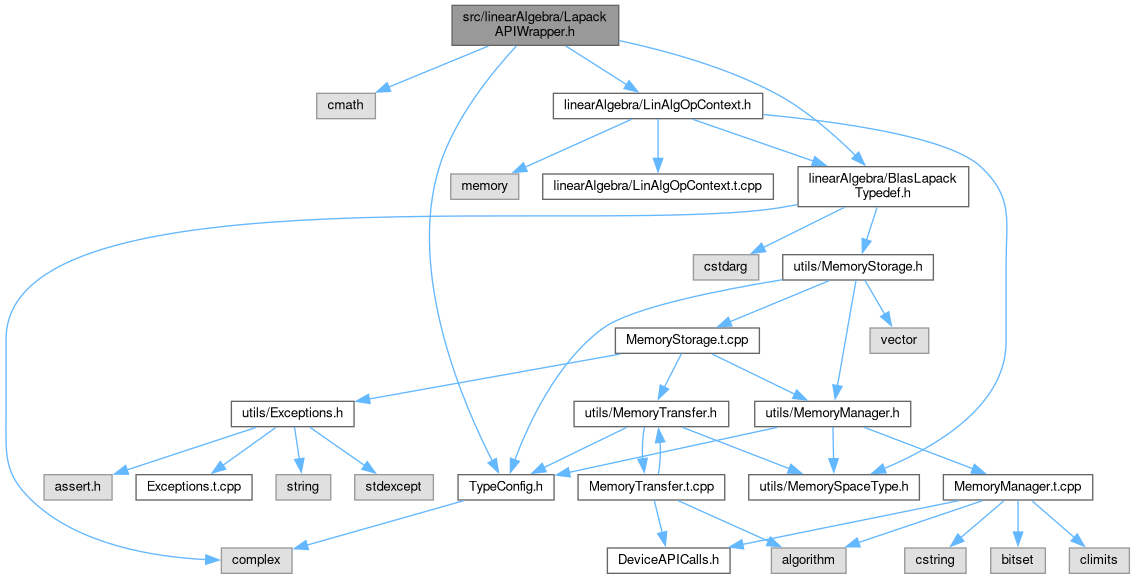 src/linearAlgebra/Lapack
APIWrapper.h
cmath
linearAlgebra/LinAlgOpContext.h
memory
linearAlgebra/LinAlgOpContext.t.cpp
linearAlgebra/BlasLapack
Typedef.h
cstdarg
utils/MemoryStorage.h
MemoryStorage.t.cpp
vector
utils/Exceptions.h
utils/MemoryTransfer.h
utils/MemoryManager.h
assert.h
Exceptions.t.cpp
string
stdexcept
TypeConfig.h
MemoryTransfer.t.cpp
utils/MemorySpaceType.h
MemoryManager.t.cpp
complex
DeviceAPICalls.h
algorithm
cstring
bitset
climits